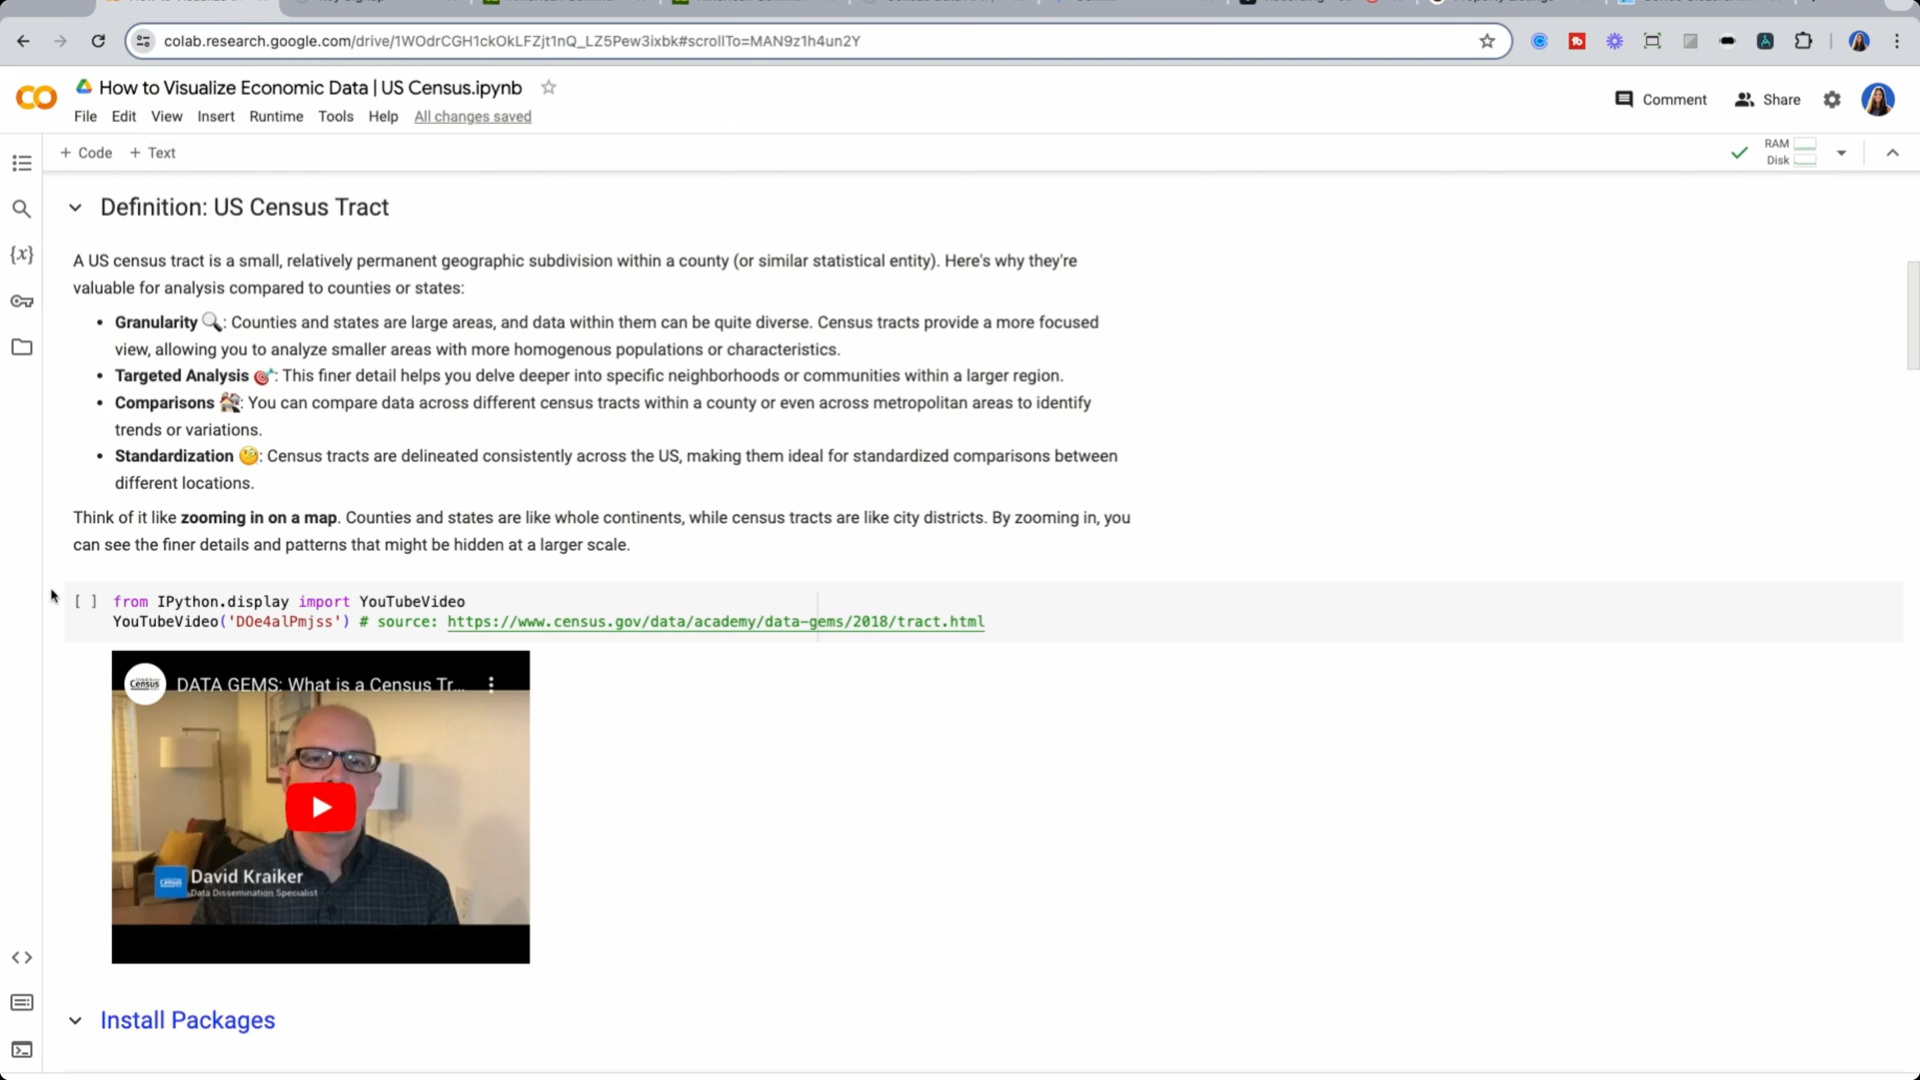 colab.research.google.com/drive/1WOdrCGH1ckOkLFZjt1nQ_LZ5Pew3ixbk#scrollTo=MAN9z1h4un2Y
How to Visualize Economic Data | US Census.ipynb
Comment
Share
File Edit View Insert Runtime Tools Help All changes saved
+ Code + Text
RAM
Disk
Definition: US Census Tract
A US census tract is a small, relatively permanent geographic subdivision within a county (or similar statistical entity). Here's why they're
valuable for analysis compared to counties or states:
• Granularity 🔍: Counties and states are large areas, and data within them can be quite diverse. Census tracts provide a more focused
view, allowing you to analyze smaller areas with more homogenous populations or characteristics.
• Targeted Analysis 🎯: This finer detail helps you delve deeper into specific neighborhoods or communities within a larger region.
• Comparisons 🏘️: You can compare data across different census tracts within a county or even across metropolitan areas to identify
trends or variations.
• Standardization 🧐: Census tracts are delineated consistently across the US, making them ideal for standardized comparisons between
different locations.
Think of it like zooming in on a map. Counties and states are like whole continents, while census tracts are like city districts. By zooming in, you
can see the finer details and patterns that might be hidden at a larger scale.
[ ] from IPython.display import YouTubeVideo
YouTubeVideo('DOe4alPmjss') # source: https://www.census.gov/data/academy/data-gems/2018/tract.html
Census
DATA GEMS: What is a Census Tr...
David Kraiker
Census
Data Dissemination Specialist
Install Packages